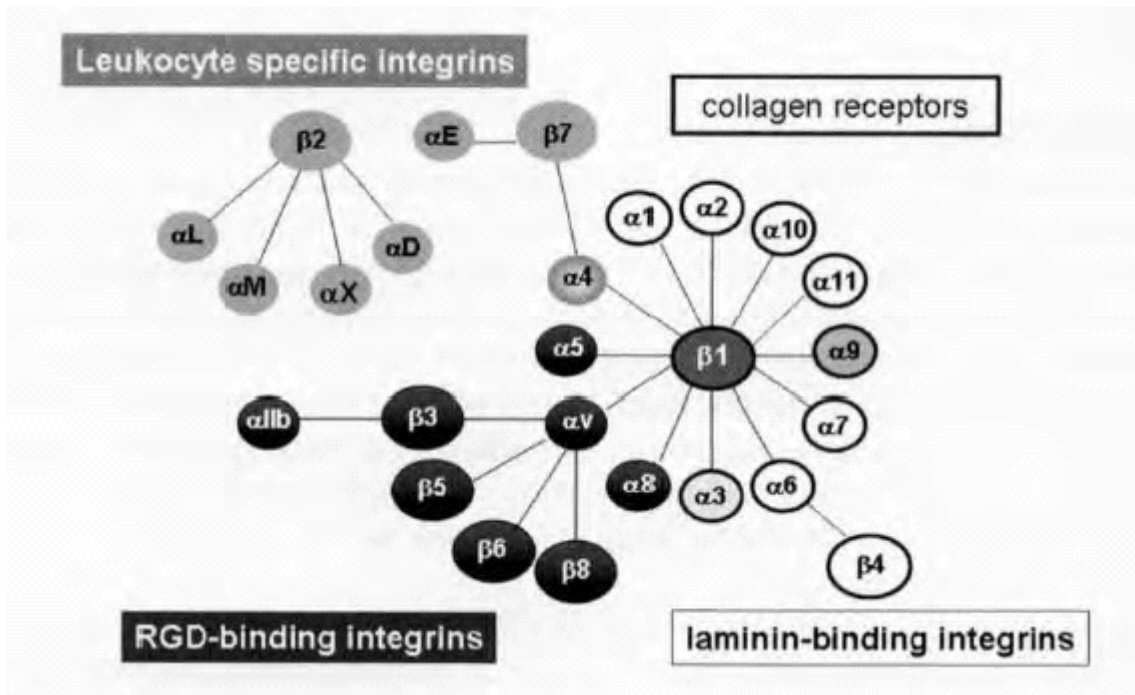 Leukocyte specific integrins
collagen receptors
β2
αE
β7
αL
αM
αX
αD
α4
α1
α2
α10
α11
α5
β1
α9
αIIb
β3
αv
α7
β5
α8
α3
α6
β6
β8
β4
RGD-binding integrins
laminin-binding integrins